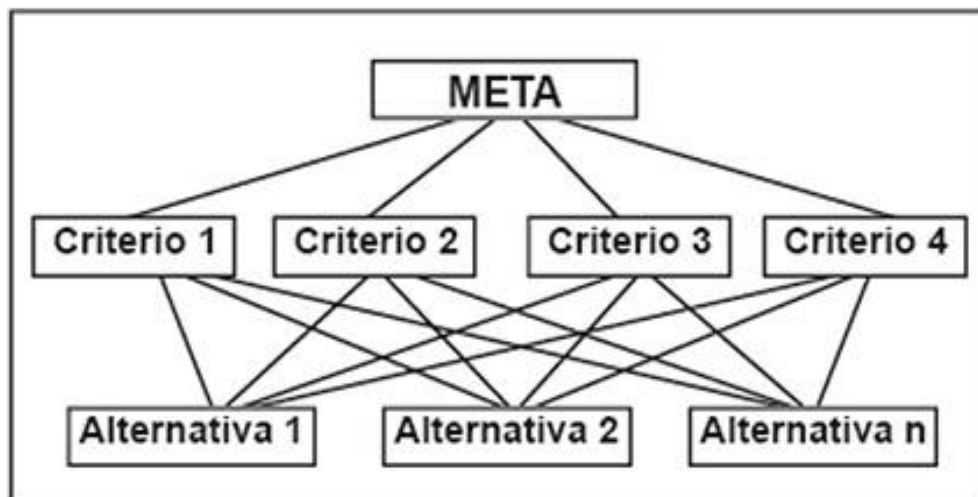 META
Criterio 1
Criterio 2
Criterio 3
Criterio 4
Alternativa 1
Alternativa 2
Alternativa n